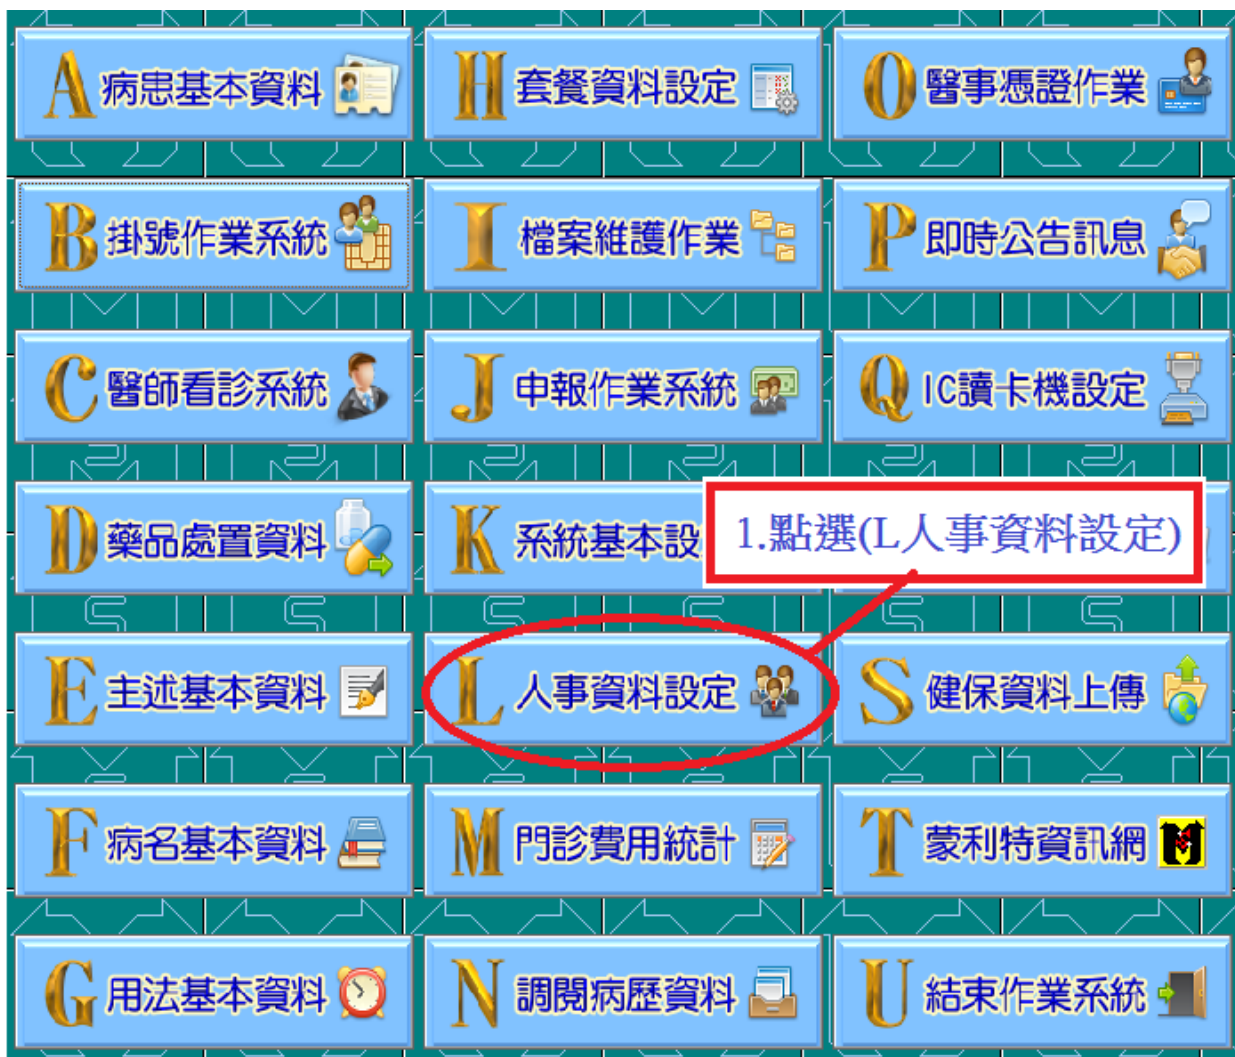 A 病患基本資料
H 套餐資料設定
O 醫事憑證作業
B 掛號作業系統
I 檔案維護作業
P 即時公告訊息
C 醫師看診系統
J 申報作業系統
Q IC讀卡機設定
D 藥品處置資料
K 系統基本設
1.點選(L人事資料設定)
E 主述基本資料
L 人事資料設定
S 健保資料上傳
F 病名基本資料
M 門診費用統計
T 蒙利特資訊網
G 用法基本資料
N 調閱病歷資料
U 結束作業系統